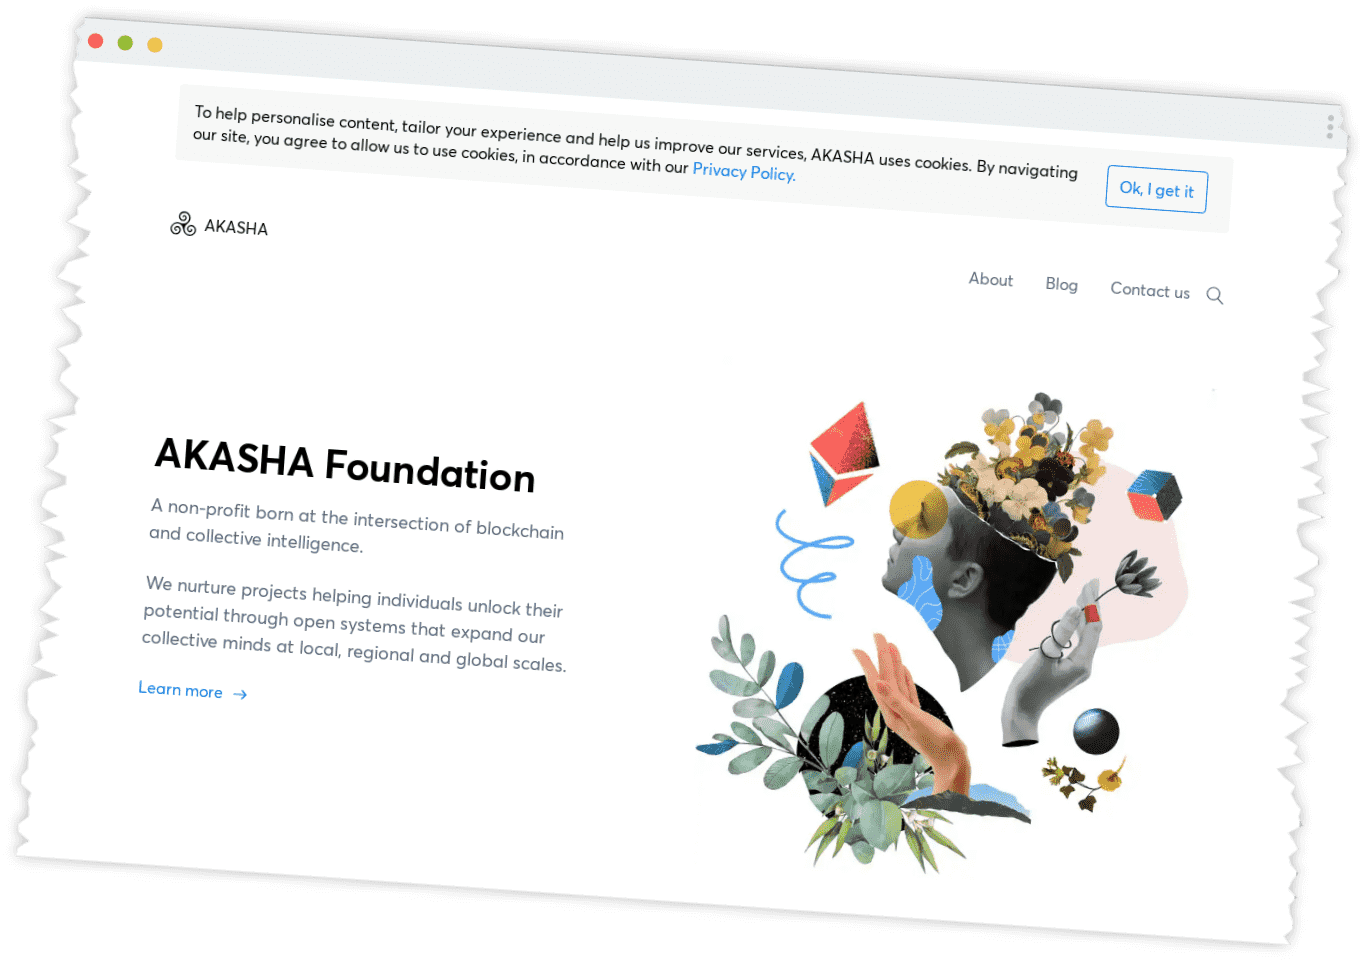 To help personalise content, tailor your experience and help us improve our services, AKASHA uses cookies. By navigating
our site, you agree to allow us to use cookies, in accordance with our Privacy Policy.
Ok, I get it
AKASHA
About
Blog
Contact us
AKASHA Foundation
A non-profit born at the intersection of blockchain
and collective intelligence.
We nurture projects helping individuals unlock their
potential through open systems that expand our
collective minds at local, regional and global scales.
Learn more →